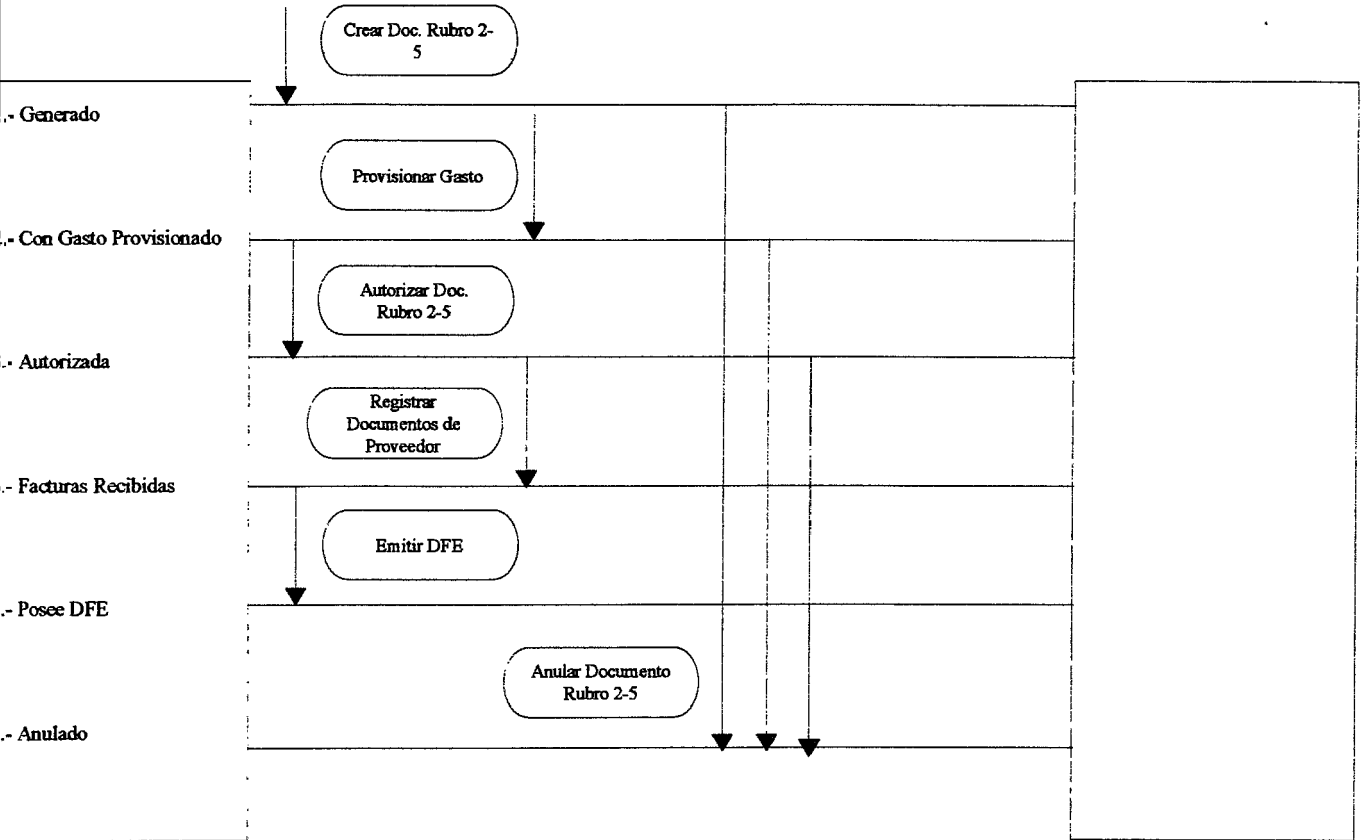 Crear Doc. Rubro 2-
5
.- Generado
Provisionar Gasto
.- Con Gasto Provisionado
Autorizar Doc.
Rubro 2-5
.- Autorizada
Registrar
Documentos de
Proveedor
.- Facturas Recibidas
Emitir DFE
.- Posee DFE
Anular Documento
Rubro 2-5
.- Anulado